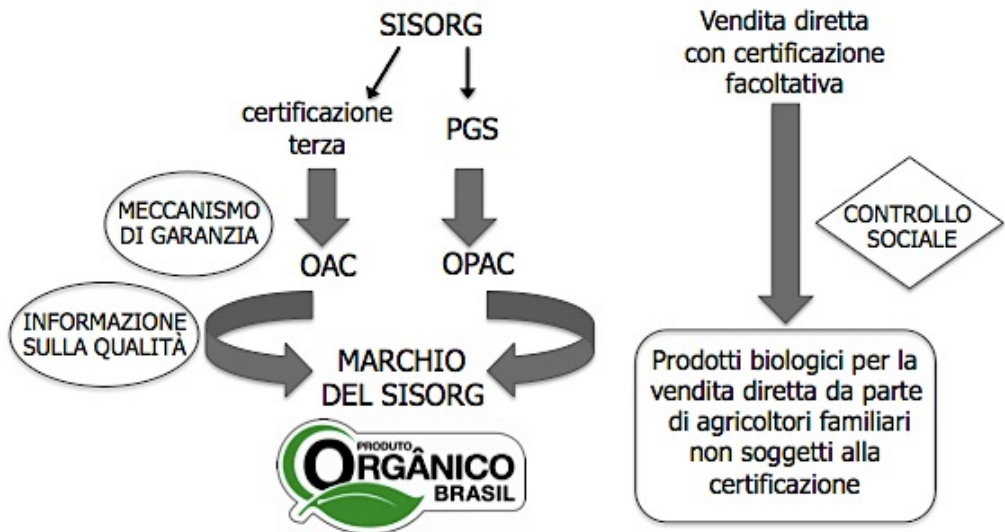 SISORG
certificazione
terza
PGS
MECCANISMO
DI GARANZIA
OAC
OPAC
INFORMAZIONE
SULLA QUALITÀ
MARCHIO
DEL SISORG
PRODUTO
ORGÂNICO
BRASIL
Vendita diretta
con certificazione
facoltativa
CONTROLLO
SOCIALE
Prodotti biologici per la
vendita diretta da parte
di agricoltori familiari
non soggetti alla
certificazione